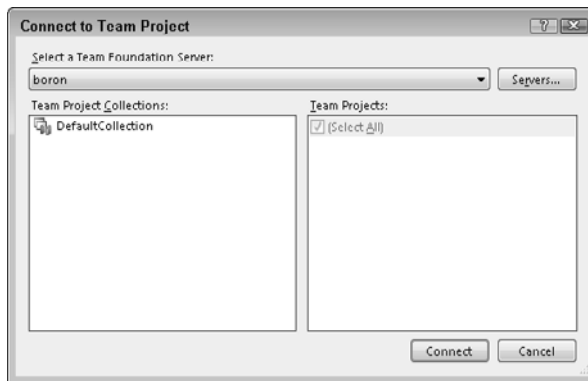 Connect to Team Project
Select a Team Foundation Server:
boron
Servers...
Team Project Collections:
Team Projects:
DefaultCollection
(Select All)
Connect
Cancel